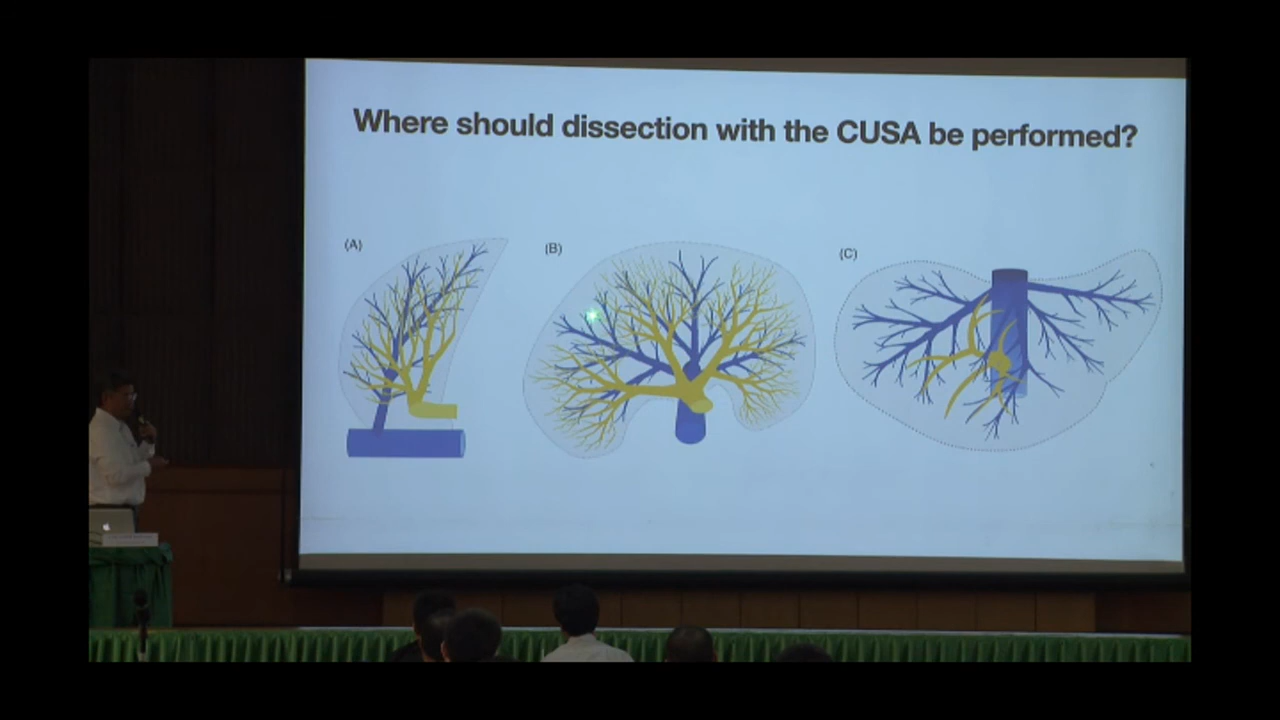 Where should dissection with the CUSA be performed?
(A)
(B)
(C)